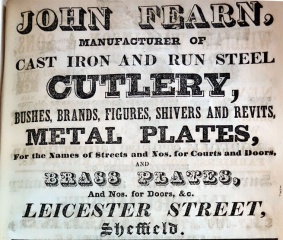 JOHN FEARN,
MANUFACTURER OF
CAST IRON AND RUN STEEL
CUTLERY,
BUSHES, BRANDS, FIGURES, SHIVERS AND REVITS,
METAL PLATES,
For the Names of Streets and Nos. for Courts and Doors,
AND
BRASS PLATES,
And Nos. for Doors, &c.
LEICESTER STREET,
Sheffield.